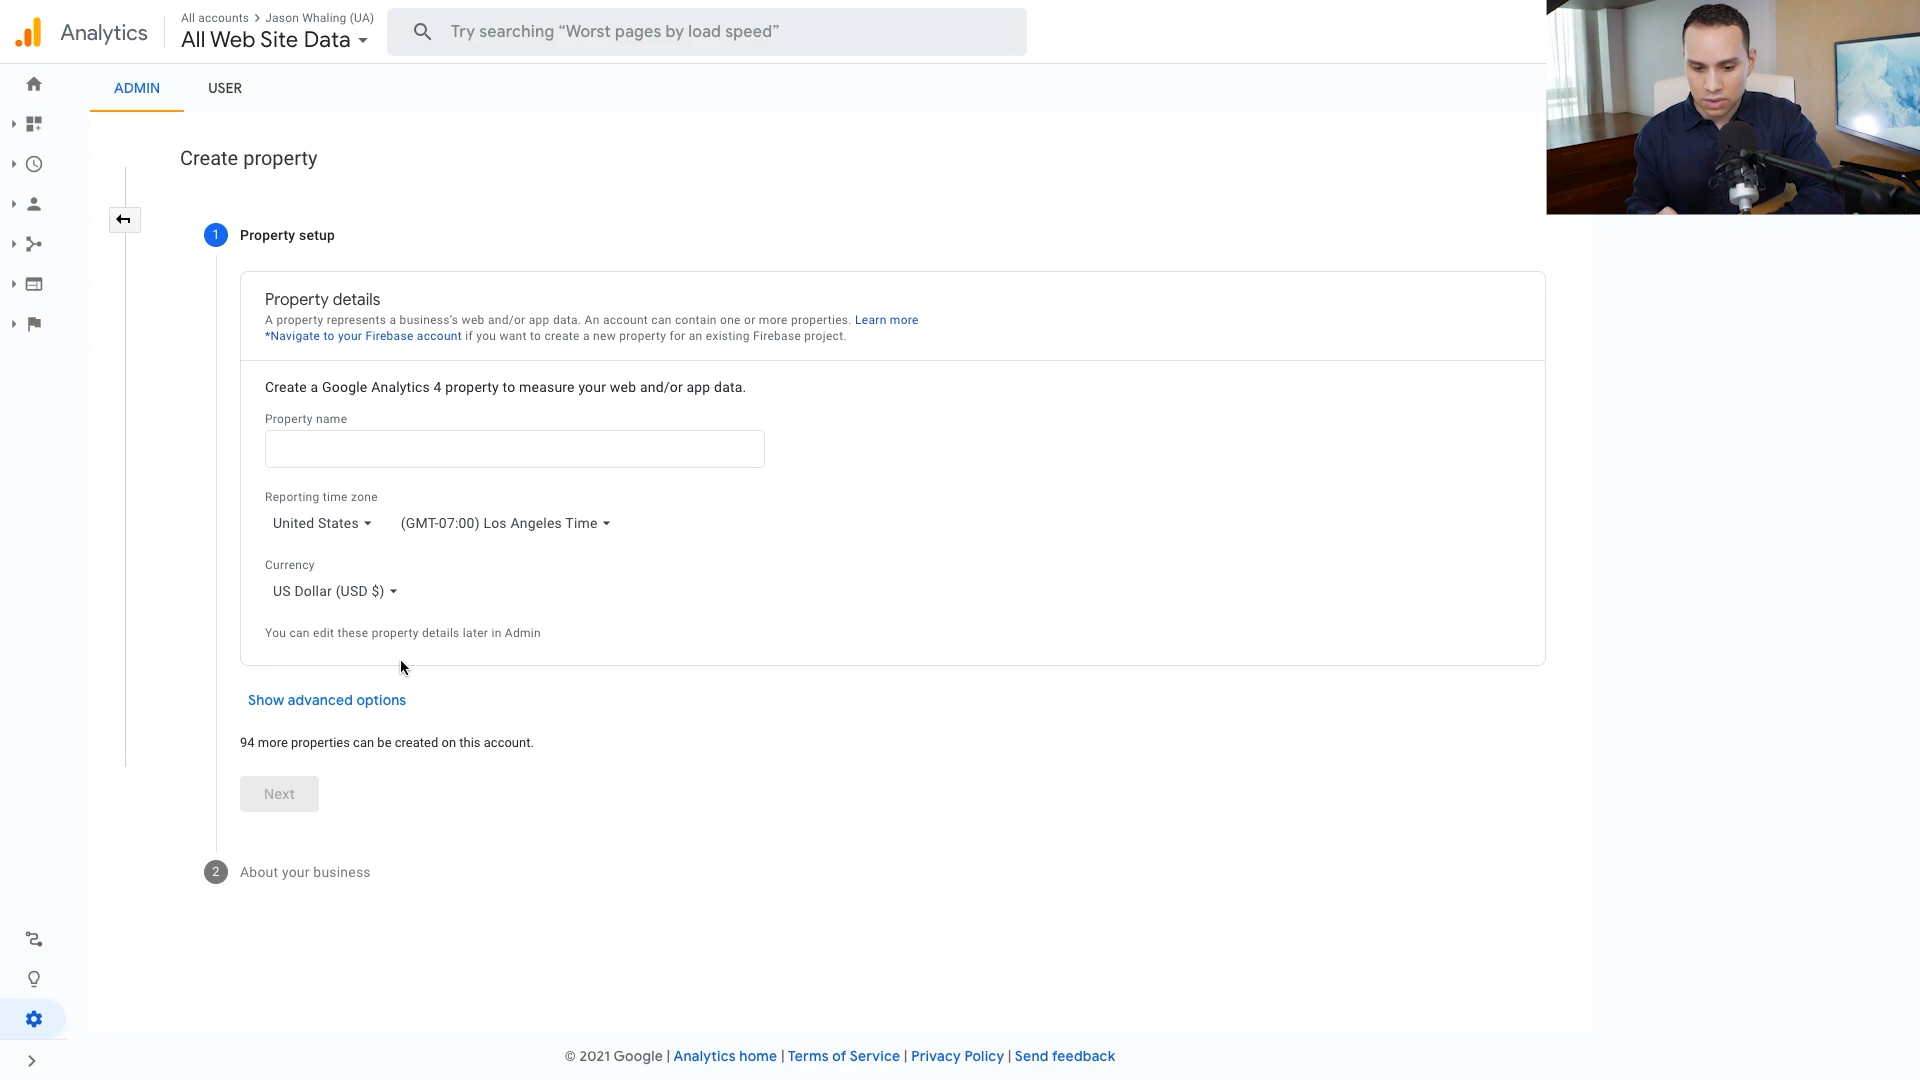 Analytics
All accounts > Jason Whaling (UA)
All Web Site Data
Try searching “Worst pages by load speed”
ADMIN
USER
Create property
1
Property setup
Property details
A property represents a business's web and/or app data. An account can contain one or more properties. Learn more
*Navigate to your Firebase account if you want to create a new property for an existing Firebase project.
Create a Google Analytics 4 property to measure your web and/or app data.
Property name
Reporting time zone
United States
(GMT-07:00) Los Angeles Time
Currency
US Dollar (USD $)
You can edit these property details later in Admin
Show advanced options
94 more properties can be created on this account.
Next
2
About your business
© 2021 Google | Analytics home | Terms of Service | Privacy Policy | Send feedback